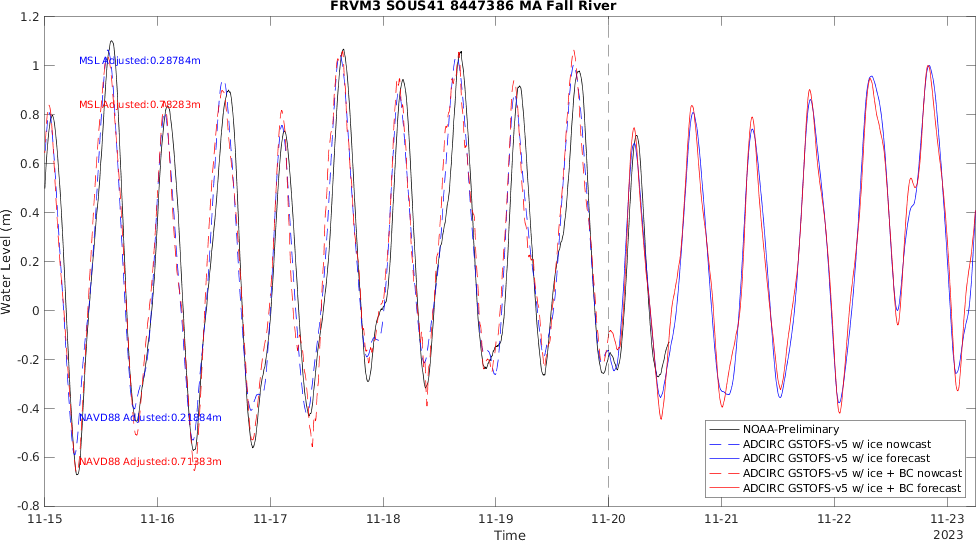 FRVM3 SOUS41 8447386 MA Fall River
1.2
1
0.8
0.6
0.4
0.2
0
-0.2
-0.4
-0.6
-0.8
Water Level (m)
MSL Adjusted:0.28784m
MSL Adjusted:0.78283m
NAVD88 Adjusted:0.21884m
NAVD88 Adjusted:0.71383m
NOAA-Preliminary
ADCIRC GSTOFS-v5 w/ ice nowcast
ADCIRC GSTOFS-v5 w/ ice forecast
ADCIRC GSTOFS-v5 w/ ice + BC nowcast
ADCIRC GSTOFS-v5 w/ ice + BC forecast
11-15 11-16 11-17 11-18 11-19 11-20 11-21 11-22 11-23
Time 2023